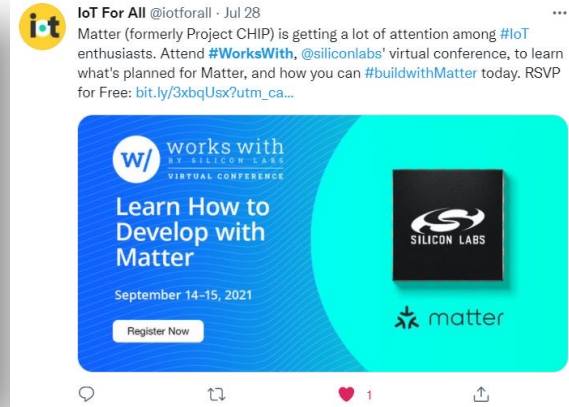 IoT For All @iotforall · Jul 28
Matter (formerly Project CHIP) is getting a lot of attention among #IoT
enthusiasts. Attend #WorksWith, @siliconlabs' virtual conference, to learn
what's planned for Matter, and how you can #buildwithMatter today. RSVP
for Free: bit.ly/3xbqUsx?utm_ca...
iot
w/
works with
BY SILICON LABS
VIRTUAL CONFERENCE
Learn How to
Develop with
Matter
September 14–15, 2021
Register Now
SILICON LABS
matter
1